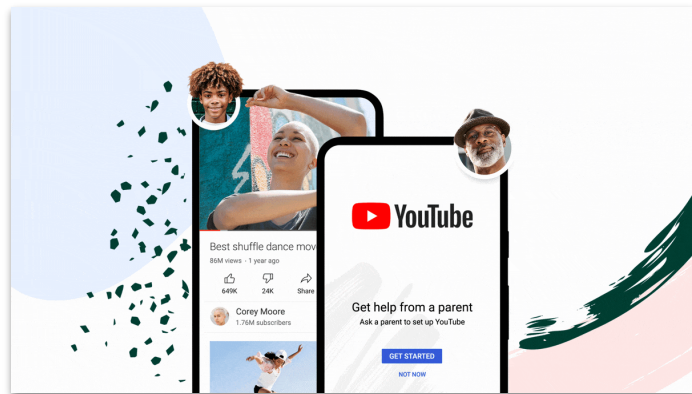 Best shuffle dance mov
86M views · 1 year ago
649K
24K
Share
Corey Moore
1.76M subscribers
YouTube
Get help from a parent
Ask a parent to set up YouTube
GET STARTED
NOT NOW